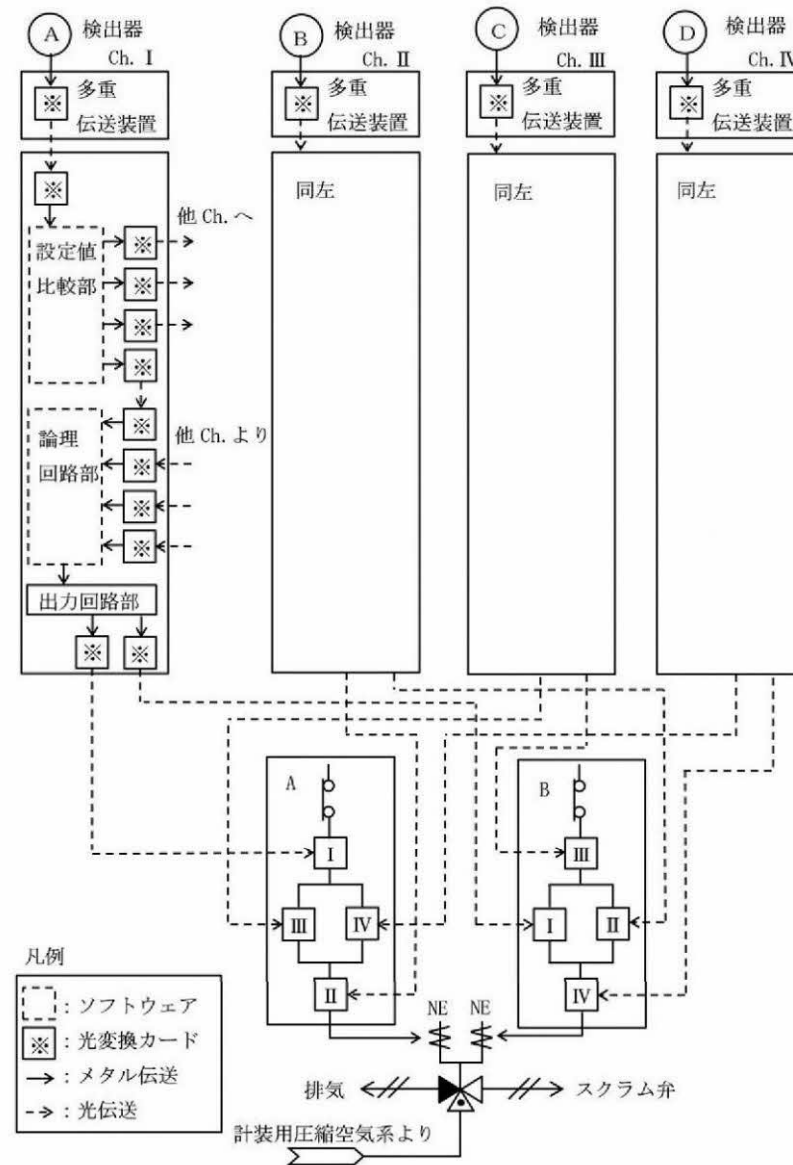 A 検出器
Ch. Ⅰ
B 検出器
Ch. Ⅱ
C 検出器
Ch. Ⅲ
D 検出器
Ch. Ⅳ
※ 多重
伝送装置
※ 多重
伝送装置
※ 多重
伝送装置
※ 多重
伝送装置
※
設定値
比較部
※
※
※
※
他 Ch. へ
論理
回路部
※
※
※
※
他 Ch. より
出力回路部
※ ※
同左
同左
同左
A
Ⅰ
Ⅲ Ⅳ
Ⅱ
B
Ⅲ
Ⅰ Ⅱ
Ⅳ
NE NE
排気
スクラム弁
計装用圧縮空気系より
凡例
: ソフトウェア
※ : 光変換カード
: メタル伝送
: 光伝送